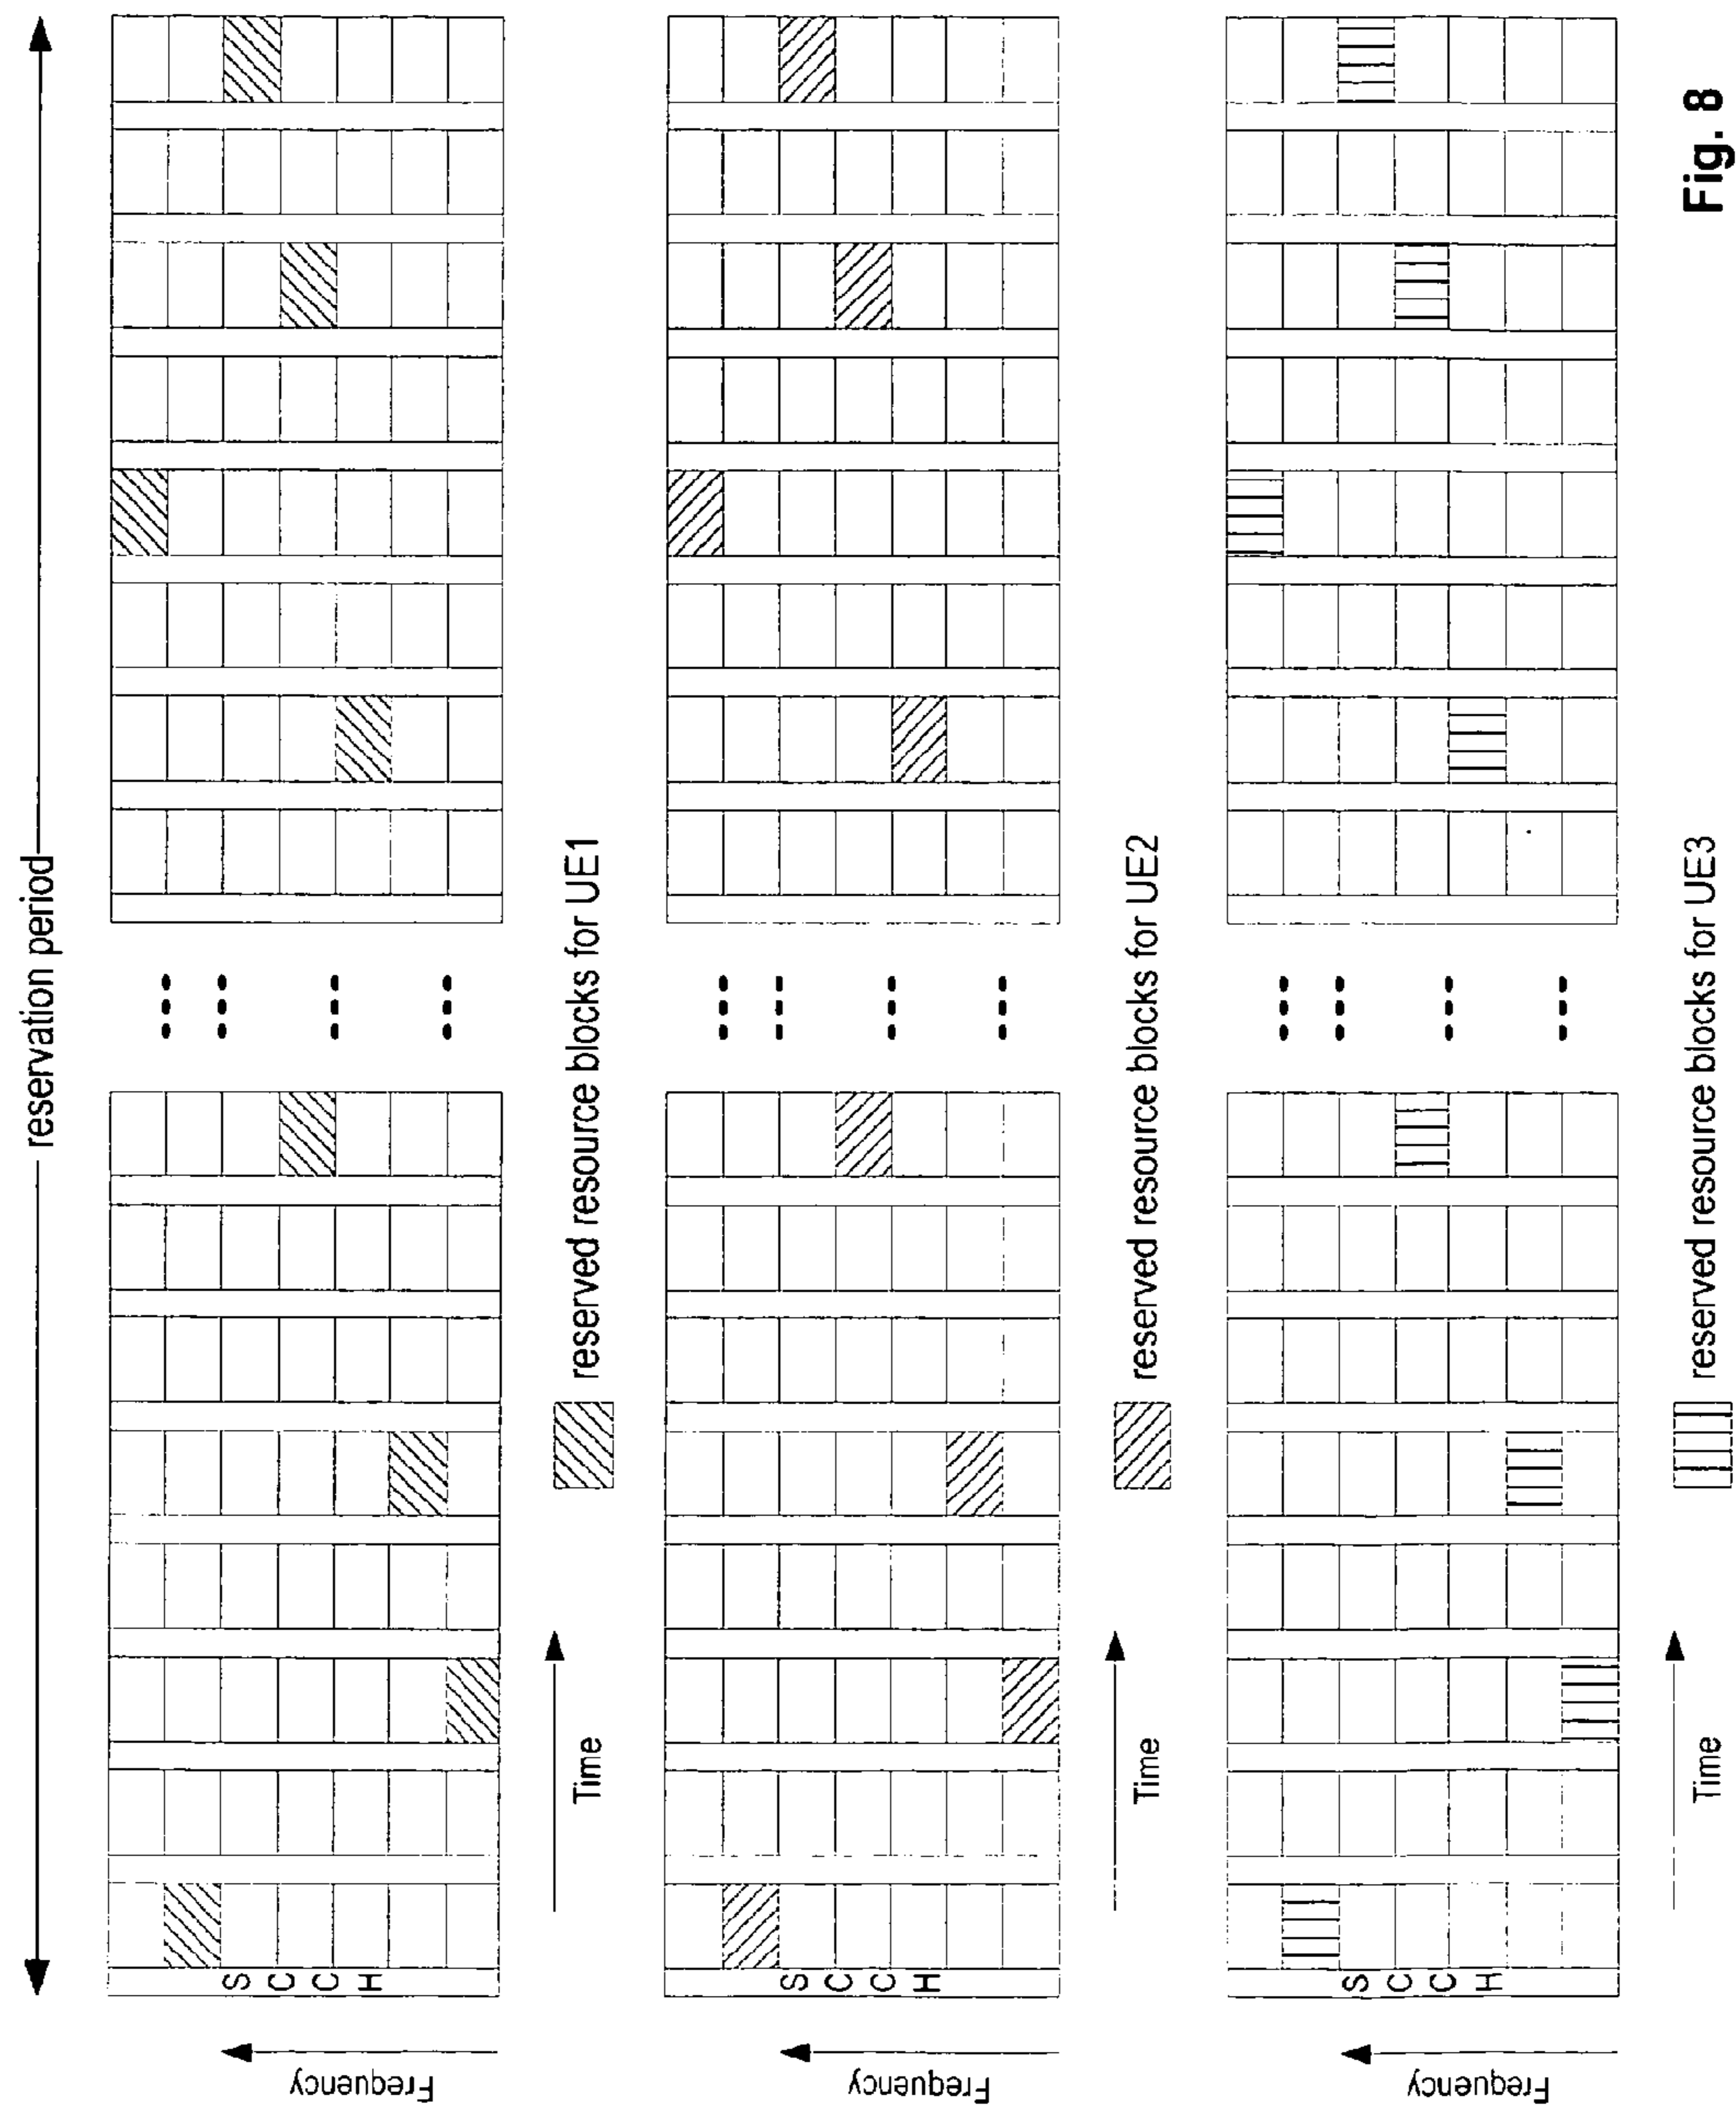 reservation period
Frequency
SCCH
Time
reserved resource blocks for UE1
Frequency
SCCH
Time
reserved resource blocks for UE2
Frequency
SCCH
Time
reserved resource blocks for UE3
Fig. 8